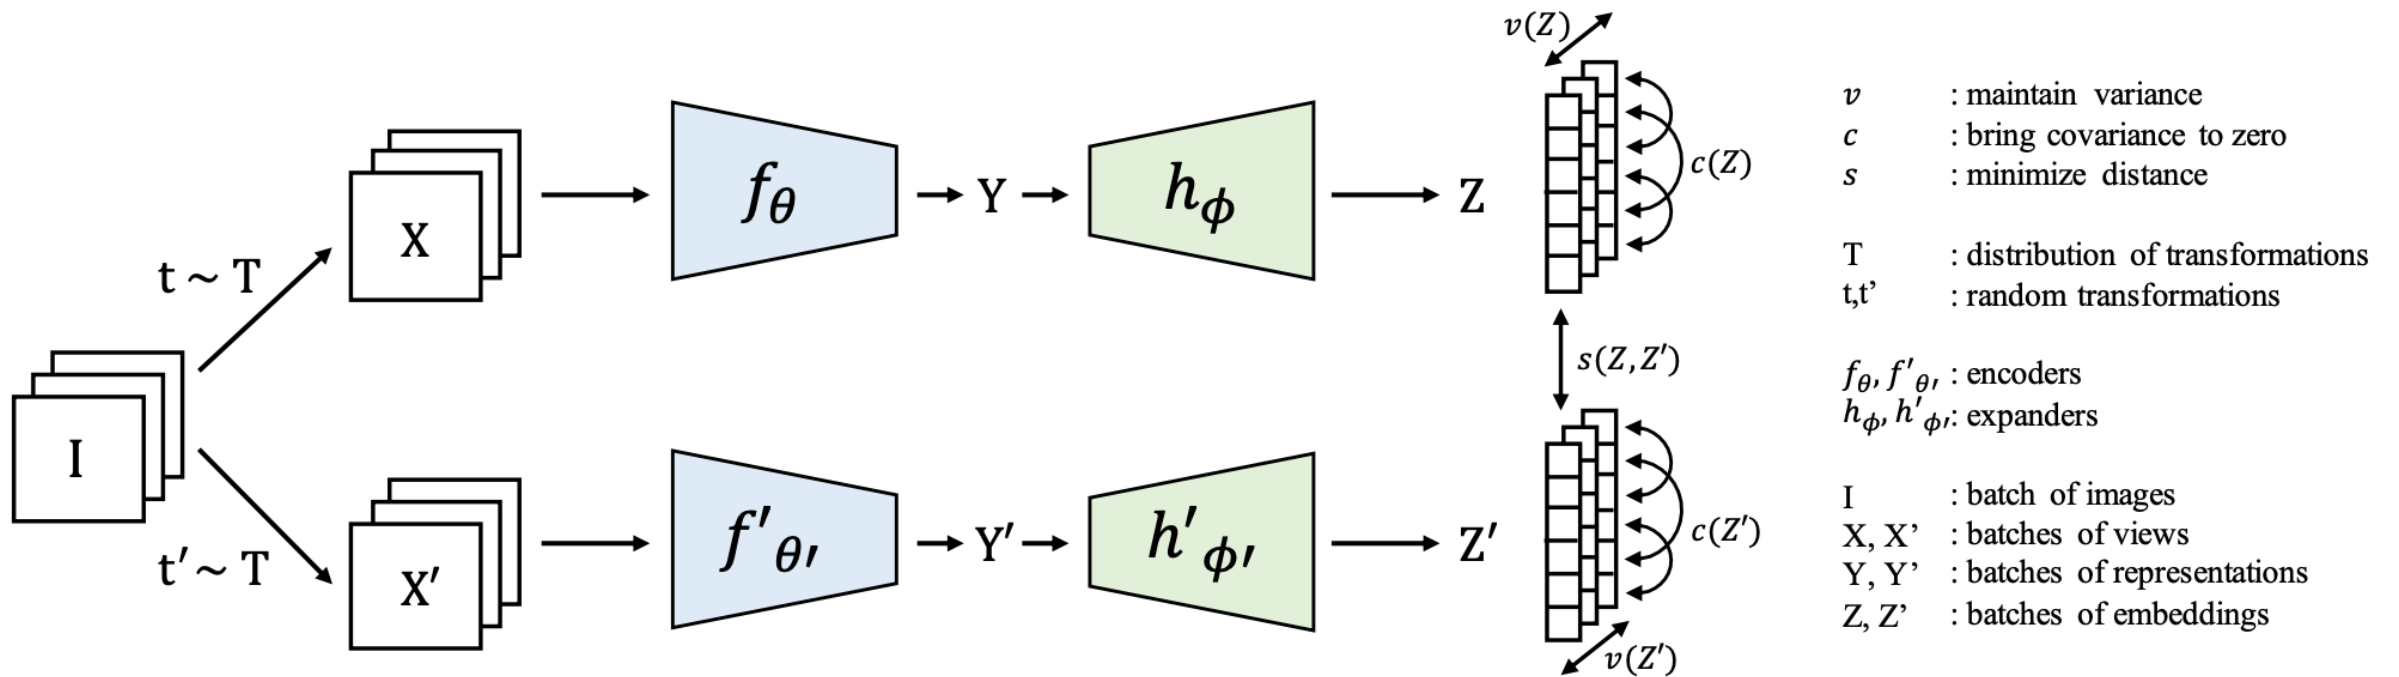 v(Z)
v : maintain variance
c : bring covariance to zero
s : minimize distance
c(Z)
X
f_θ
Y
h_ϕ
Z
t ~ T
T : distribution of transformations
t,t’ : random transformations
s(Z,Z′)
f_θ, f′_θ′ : encoders
h_ϕ, h′_ϕ′: expanders
I
I : batch of images
X, X’ : batches of views
Y, Y’ : batches of representations
Z, Z’ : batches of embeddings
t′~ T
X′
f′_θ′
Y′
h′_ϕ′
Z′
c(Z′)
v(Z′)